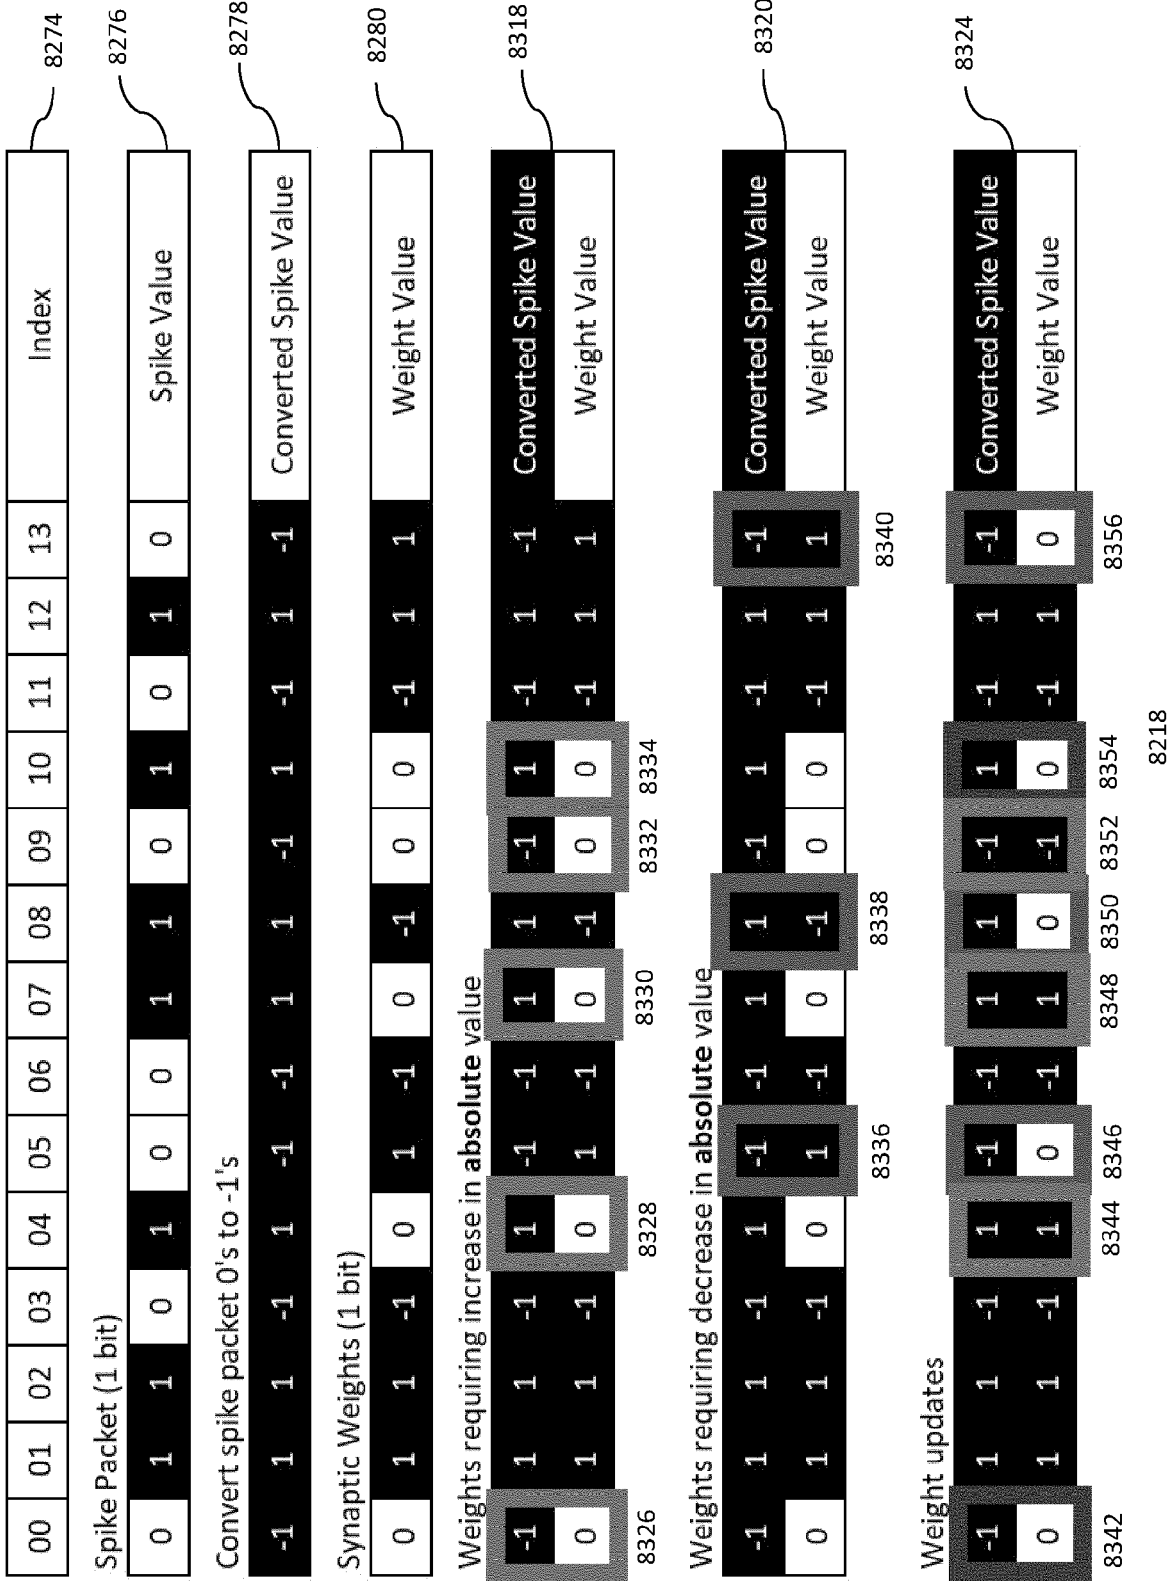 00 01 02 03 04 05 06 07 08 09 10 11 12 13 Index 8274
Spike Packet (1 bit)
0 1 1 0 1 0 0 1 1 0 1 0 1 0 Spike Value 8276
Convert spike packet 0's to -1's
-1 1 1 -1 1 -1 -1 1 1 -1 1 -1 1 -1 Converted Spike Value 8278
Synaptic Weights (1 bit)
0 1 1 -1 0 1 -1 0 -1 0 0 -1 1 1 Weight Value 8280
Weights requiring increase in absolute value
-1 1 1 -1 1 -1 -1 1 1 -1 1 -1 1 -1 Converted Spike Value 8318
0 1 1 -1 0 1 -1 0 -1 0 0 -1 1 1 Weight Value
8326 8328 8330 8332 8334
Weights requiring decrease in absolute value
-1 1 1 -1 1 -1 -1 1 1 -1 1 -1 1 -1 Converted Spike Value 8320
0 1 1 -1 0 1 -1 0 -1 0 0 -1 1 1 Weight Value
8336 8338 8340
Weight updates
-1 1 1 -1 1 -1 -1 1 1 -1 1 -1 1 -1 Converted Spike Value 8324
0 1 1 -1 1 0 -1 1 0 -1 0 -1 1 0 Weight Value
8342 8344 8346 8348 8350 8352 8354 8356
8218